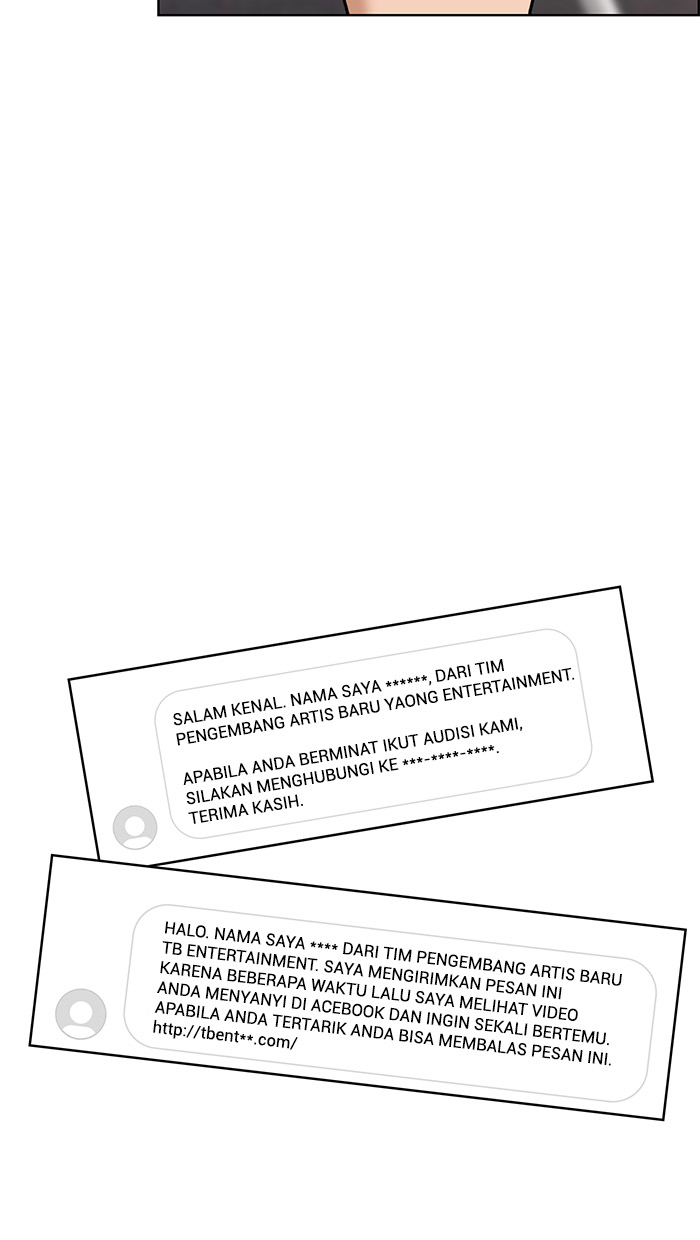 SALAM KENAL. NAMA SAYA ******, DARI TIM
PENGEMBANG ARTIS BARU YAONG ENTERTAINMENT.
APABILA ANDA BERMINAT IKUT AUDISI KAMI,
SILAKAN MENGHUBUNGI KE ***-****-****.
TERIMA KASIH.
HALO. NAMA SAYA **** DARI TIM PENGEMBANG ARTIS BARU
TB ENTERTAINMENT. SAYA MENGIRIMKAN PESAN INI
KARENA BEBERAPA WAKTU LALU SAYA MELIHAT VIDEO
ANDA MENYANYI DI ACEBOOK DAN INGIN SEKALI BERTEMU.
APABILA ANDA TERTARIK ANDA BISA MEMBALAS PESAN INI.
http://tbent**.com/